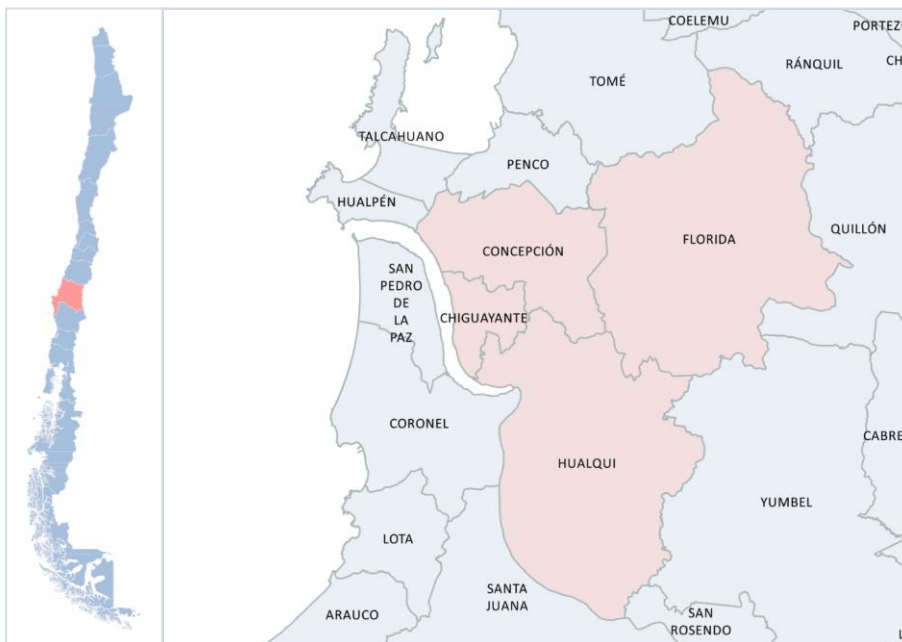 COELEMU
PORTEZ
RÁNQUIL
CH
TOMÉ
TALCAHUANO
PENCO
HUALPÉN
QUILLÓN
FLORIDA
CONCEPCIÓN
SAN
PEDRO
DE
LA
PAZ
CHIGUAYANTE
CORONEL
CABRE
HUALQUI
YUMBEL
LOTA
SANTA
JUANA
ARAUCO
SAN
ROSENDO
L